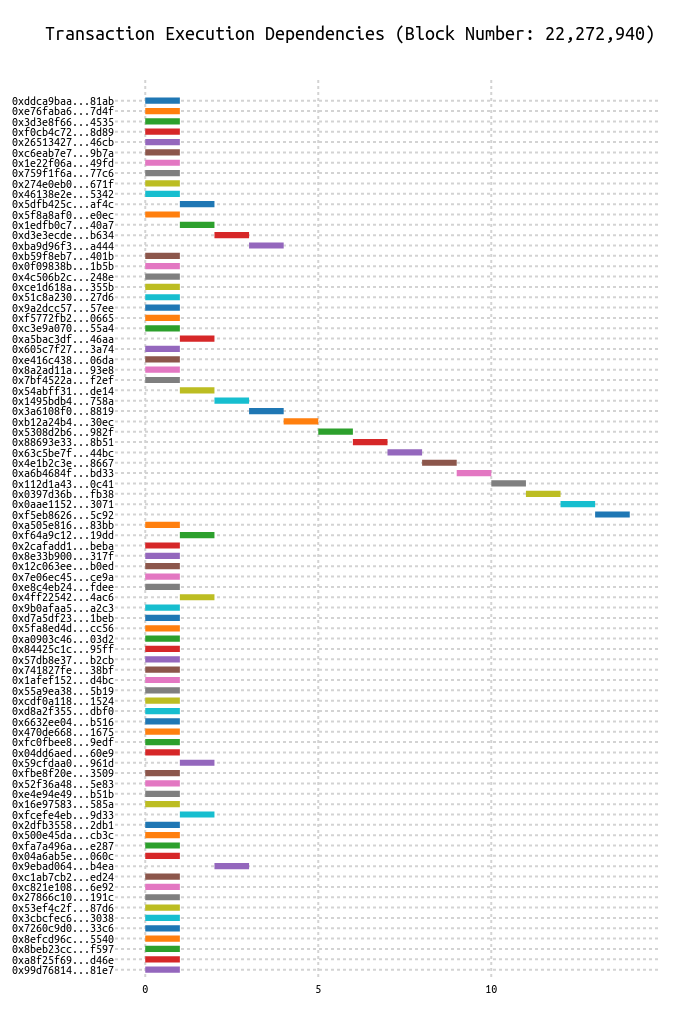 Transaction Execution Dependencies (Block Number: 22,272,940)
0xddca9baa...81ab
0xe76faba6...7d4f
0x3d3e8f66...4535
0xf0cb4c72...8d89
0x26513427...46cb
0xc6eab7e7...9b7a
0x1e22f06a...49fd
0x759f1f6a...77c6
0x274e0eb0...671f
0x46138e2e...5342
0x5dfb425c...af4c
0x5f8a8af0...e0ec
0x1edfb0c7...40a7
0xd3e3ecde...b634
0xba9d96f3...a444
0xb59f8eb7...401b
0x0f09838b...1b5b
0x4c506b2c...248e
0xce1d618a...355b
0x51c8a230...27d6
0x9a2dcc57...57ee
0xf5772fb2...0665
0xc3e9a070...55a4
0xa5bac3df...46aa
0x605c7f27...3a74
0xe416c438...06da
0x8a2ad11a...93e8
0x7bf4522a...f2ef
0x54abff31...de14
0x1495bdb4...758a
0x3a6108f0...8819
0xb12a24b4...30ec
0x5308d2b6...982f
0x88693e33...8b51
0x63c5be7f...44bc
0x4e1b2c3e...8667
0xa6b4684f...bd33
0x112d1a43...0c41
0x0397d36b...fb38
0x0aae1152...3071
0xf5eb8626...5c92
0xa505e816...83bb
0xf64a9c12...19dd
0x2cafadd1...beba
0x8e33b900...317f
0x12c063ee...b0ed
0x7e06ec45...ce9a
0xe8c4eb24...fdee
0x4ff22542...4ac6
0x9b0afaa5...a2c3
0xd7a5df23...1beb
0x5fa8ed4d...cc56
0xa0903c46...03d2
0x84425c1c...95ff
0x57db8e37...b2cb
0x741827fe...38bf
0x1afef152...d4bc
0x55a9ea38...5b19
0xcdf0a118...1524
0xd8a2f355...dbf0
0x6632ee04...b516
0x470de668...1675
0xfc0fbee8...9edf
0x04dd6aed...60e9
0x59cfdaa0...961d
0xfbe8f20e...3509
0x52f36a48...5e83
0xe4e94e49...b51b
0x16e97583...585a
0xfcefe4eb...9d33
0x2dfb3558...2db1
0x500e45da...cb3c
0xfa7a496a...e287
0x04a6ab5e...060c
0x9ebad064...b4ea
0xc1ab7cb2...ed24
0xc821e108...6e92
0x27866c10...191c
0x53ef4c2f...87d6
0x3cbcfec6...3038
0x7260c9d0...33c6
0x8efcd96c...5540
0x8beb23cc...f597
0xa8f25f69...d46e
0x99d76814...81e7
0 5 10